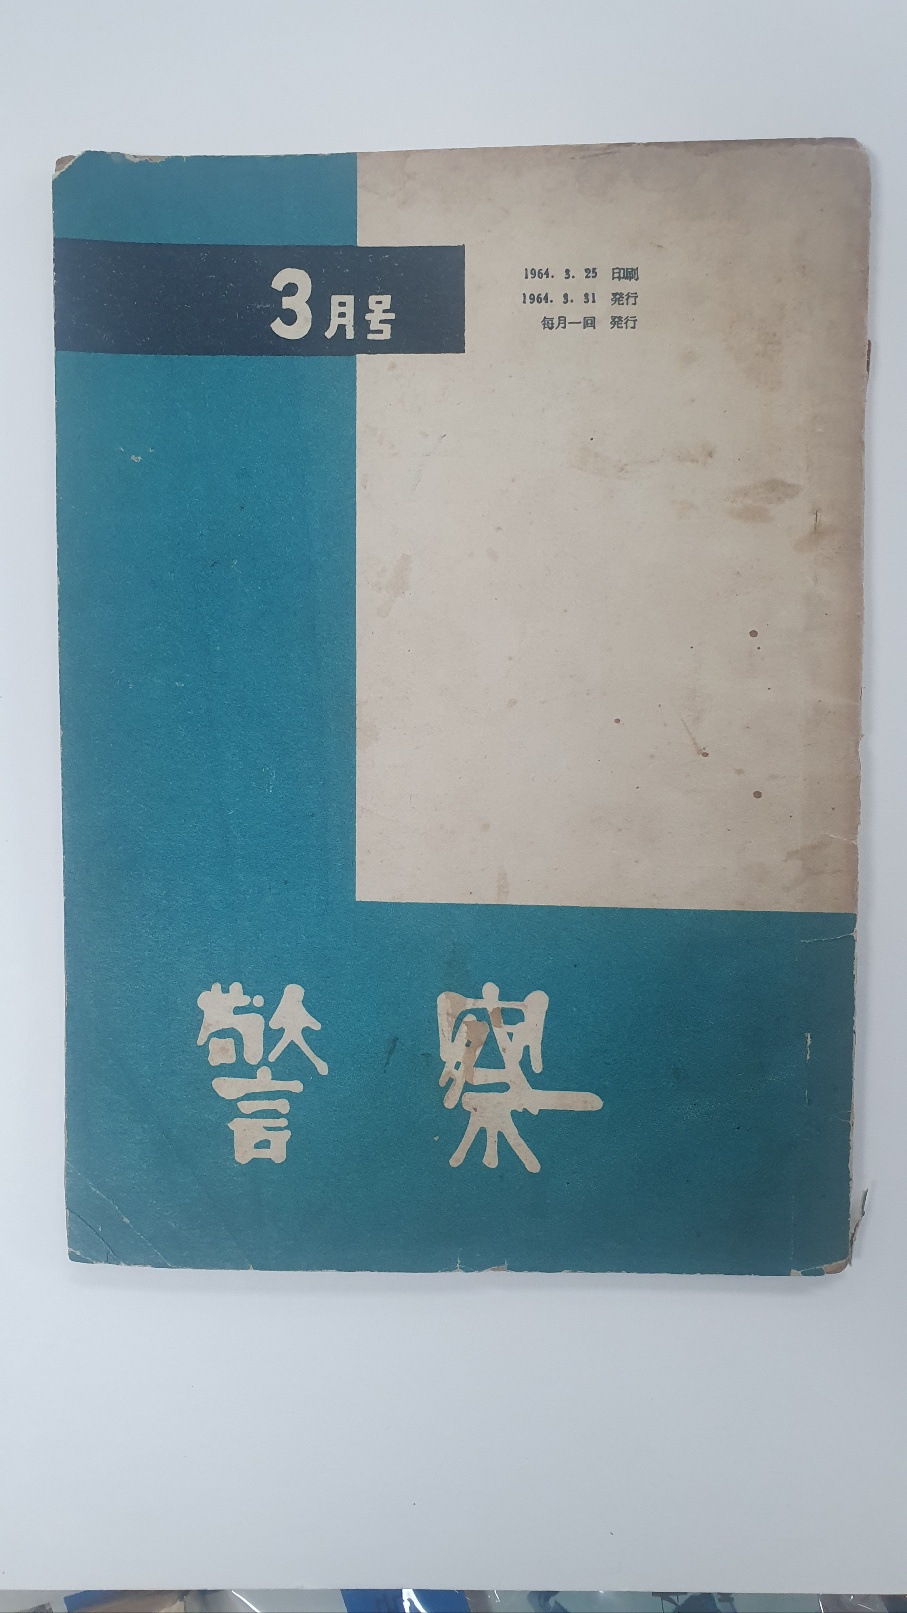 3月号
1964. 3. 25 印刷
1964. 3. 31 発行
毎月一回 発行
警察